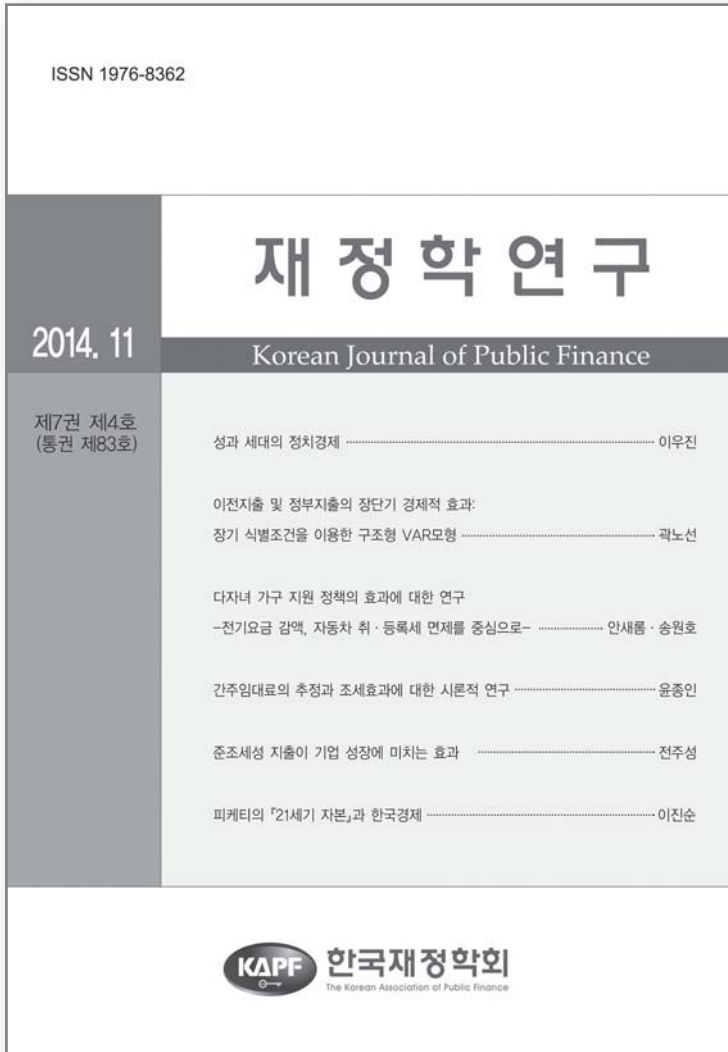 ISSN 1976-8362
재정학연구
2014. 11
Korean Journal of Public Finance
제7권 제4호
(통권 제83호)
성과 세대의 정치경제 이우진
이전지출 및 정부지출의 장단기 경제적 효과:
장기 식별조건을 이용한 구조형 VAR모형 곽노선
다자녀 가구 지원 정책의 효과에 대한 연구
-전기요금 감액, 자동차 취·등록세 면제를 중심으로- 안새롬·송원호
간주임대료의 추정과 조세효과에 대한 시론적 연구 윤종인
준조세성 지출이 기업 성장에 미치는 효과 전주성
피케티의 『21세기 자본』과 한국경제 이진순
KAPF 한국재정학회
The Korean Association of Public Finance